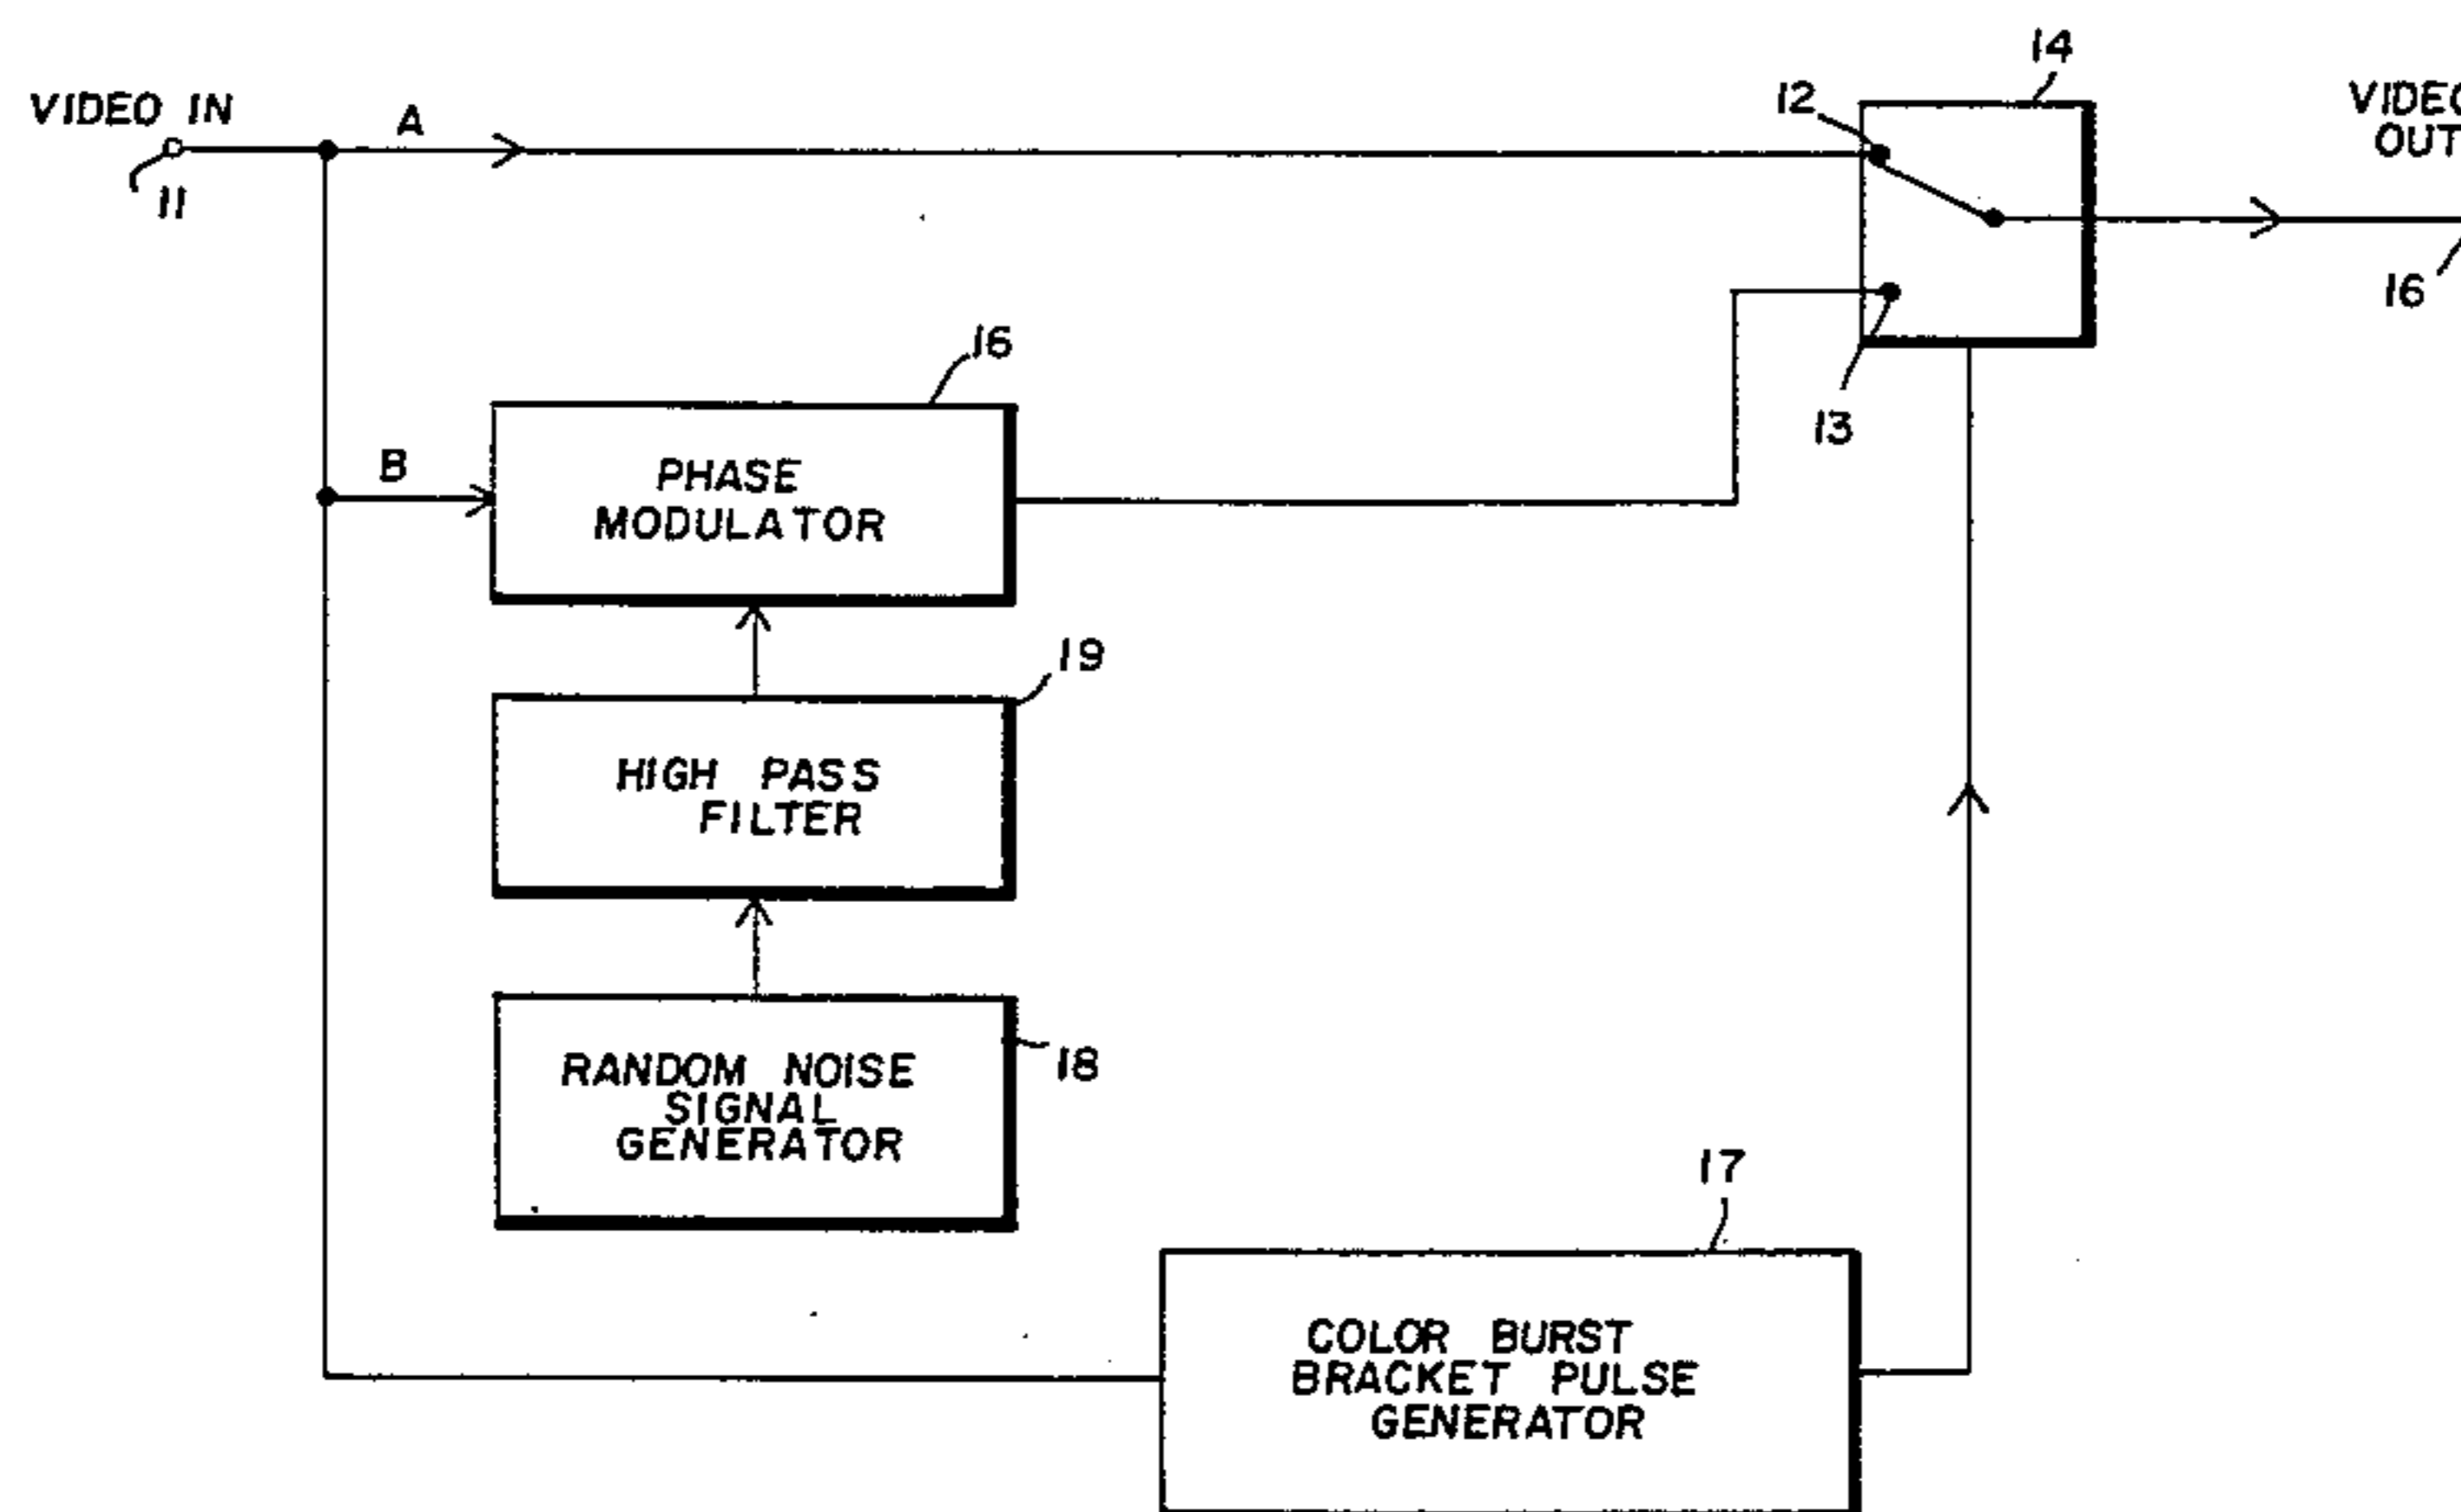 VIDEO IN
A
11
12
14
VIDEO
OUT
16
13
B
16
PHASE
MODULATOR
19
HIGH PASS
FILTER
18
RANDOM NOISE
SIGNAL
GENERATOR
17
COLOR BURST
BRACKET PULSE
GENERATOR